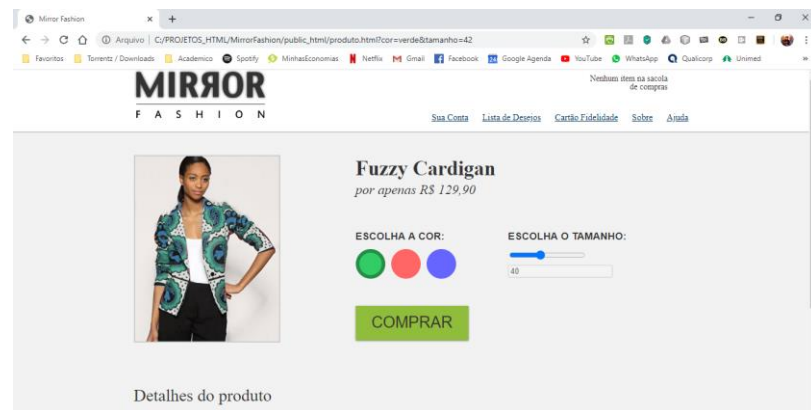 Mirror Fashion
Arquivo | C:/PROJETOS_HTML/MirrorFashion/public_html/produto.html?cor=verde&tamanho=42
Favoritos Torrentz / Downloads Academico Spotify MinhasEconomias Netflix Gmail Facebook Google Agenda YouTube WhatsApp Qualicorp Unimed
MIRROR
FASHION
Nenhum item na sacola
de compras
Sua Conta Lista de Desejos Cartão Fidelidade Sobre Ajuda
Fuzzy Cardigan
por apenas R$ 129,90
ESCOLHA A COR: ESCOLHA O TAMANHO:
40
COMPRAR
Detalhes do produto